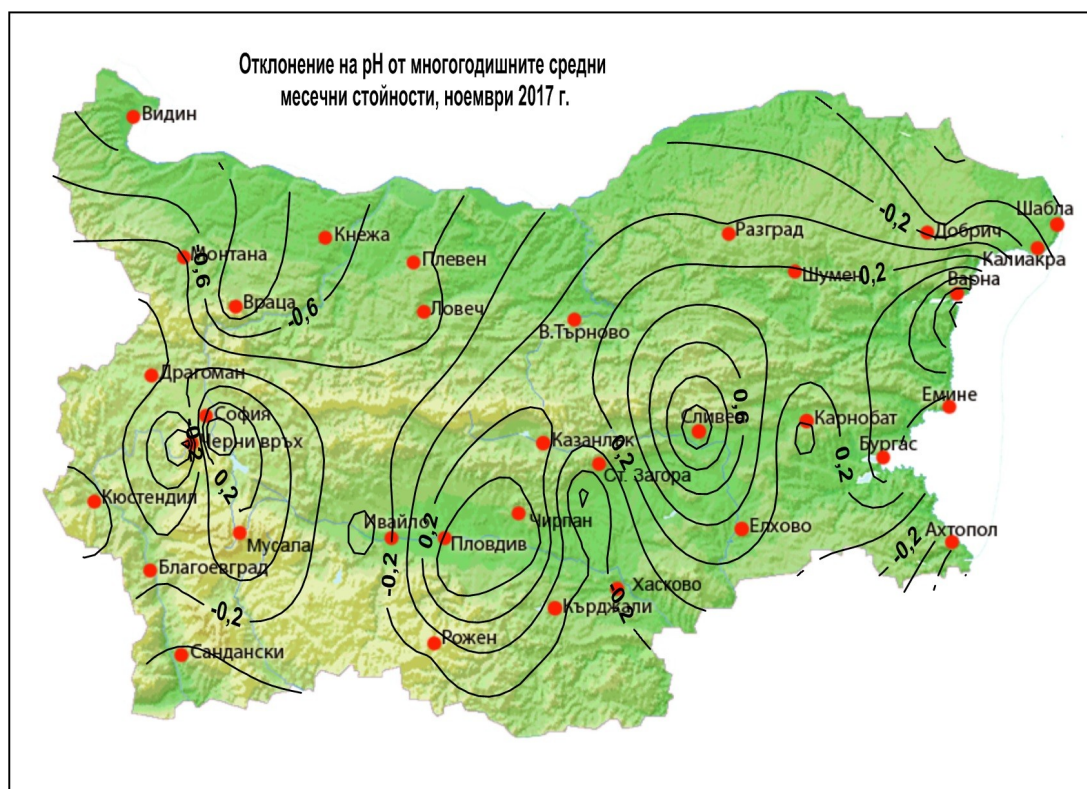 Отклонение на pH от многогодишните средни
месечни стойности, ноември 2017 г.
Видин
Шабла
-0,2
Добрич
Кнежа
Разград
Монтана
Калиакра
-0,6
Плевен
Шумен
0,2
Варна
Враца
-0,6
Ловеч
В.Търново
Драгоман
Емине
0,6
София
-0,2
Сливен
Карнобат
Черни връх
Казанлък
Бургас
0,2
Ст. Загора
0,2
0,2
Кюстендил
Чирпан
Ивайло
0,2
Мусала
Пловдив
Елхово
Ахтопол
-0,2
-0,2
Благоевград
Хасково
-0,2
Кърджали
-0,2
Рожен
Сандански